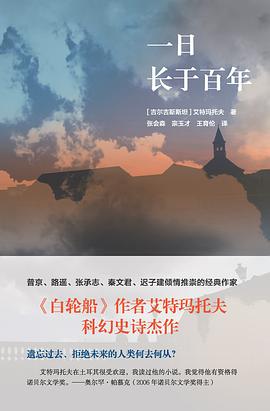 一日
长于百年
[吉尔吉斯斯坦]艾特玛托夫 著
张会森 宗玉才 王育伦 译
普京、路遥、张承志、秦文君、迟子建倾情推崇的经典作家
《白轮船》作者艾特玛托夫
科幻史诗杰作
遗忘过去、拒绝未来的人类何去何从?
艾特玛托夫在土耳其很受欢迎,我读过他的小说。我觉得他有资格得
诺贝尔文学奖。——奥尔罕·帕慕克(2006年诺贝尔文学奖得主)